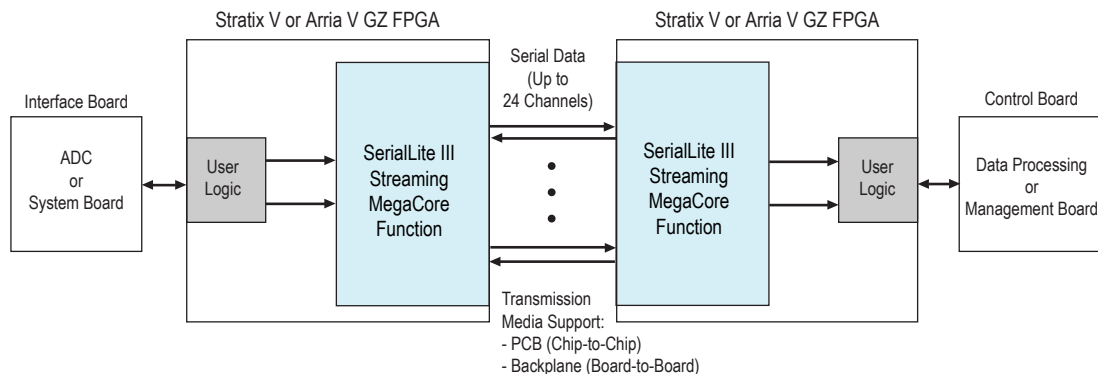 Stratix V or Arria V GZ FPGA
Stratix V or Arria V GZ FPGA
Serial Data
(Up to
24 Channels)
Interface Board
Control Board
ADC
or
System Board
User
Logic
SerialLite III
Streaming
MegaCore
Function
SerialLite III
Streaming
MegaCore
Function
User
Logic
Data Processing
or
Management Board
Transmission
Media Support:
- PCB (Chip-to-Chip)
- Backplane (Board-to-Board)